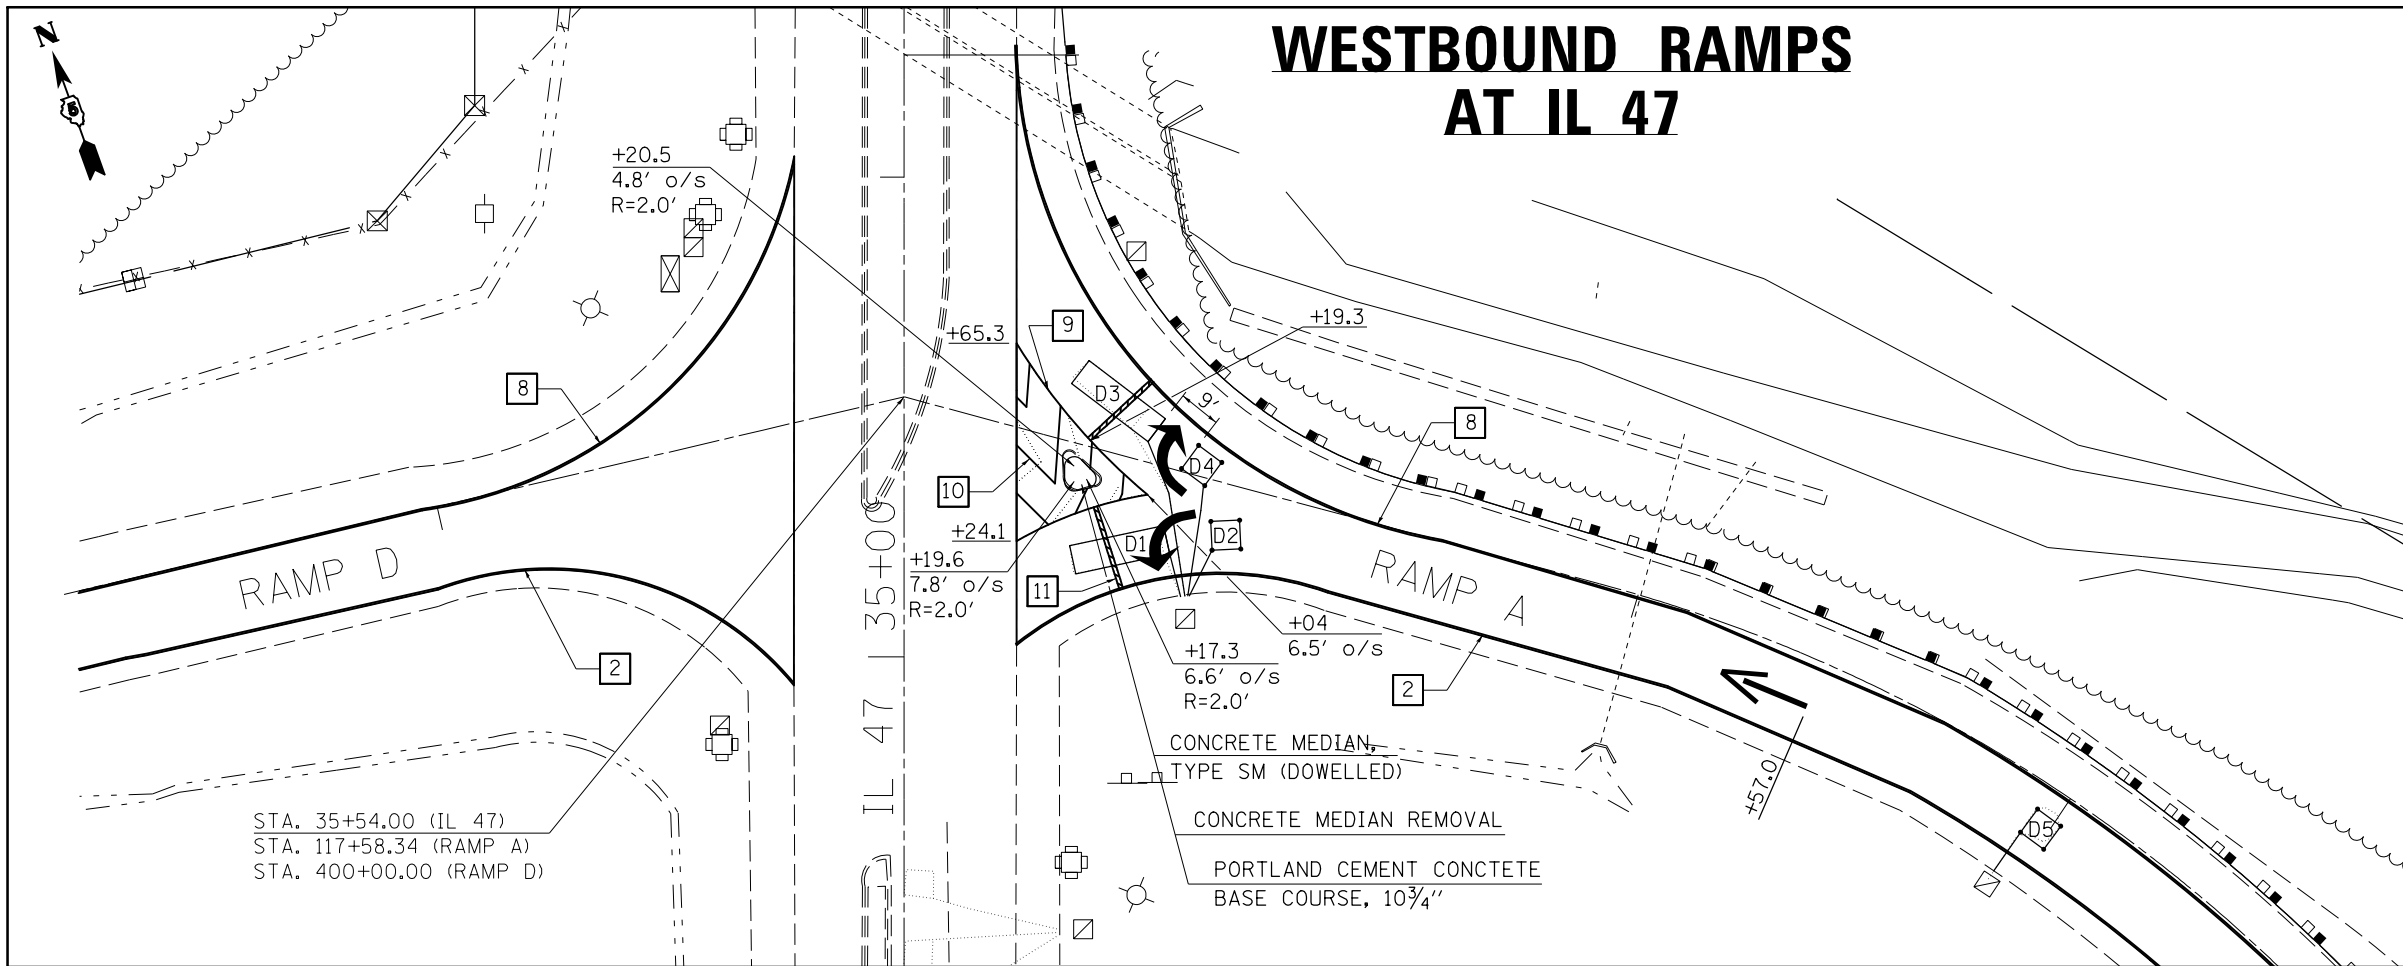 WESTBOUND RAMPS
AT IL 47
N
5
+20.5
4.8' o/s
R=2.0'
+65.3
9
+19.3
8
D3
9'
8
D4
10
+24.1
+19.6
7.8' o/s
R=2.0'
D1
D2
11
RAMP D
RAMP A
IL 47
35+00
2
+04
6.5' o/s
+17.3
6.6' o/s
R=2.0'
2
CONCRETE MEDIAN,
TYPE SM (DOWELLED)
+57.0
STA. 35+54.00 (IL 47)
STA. 117+58.34 (RAMP A)
STA. 400+00.00 (RAMP D)
CONCRETE MEDIAN REMOVAL
D5
PORTLAND CEMENT CONCTETE
BASE COURSE, 10¾"